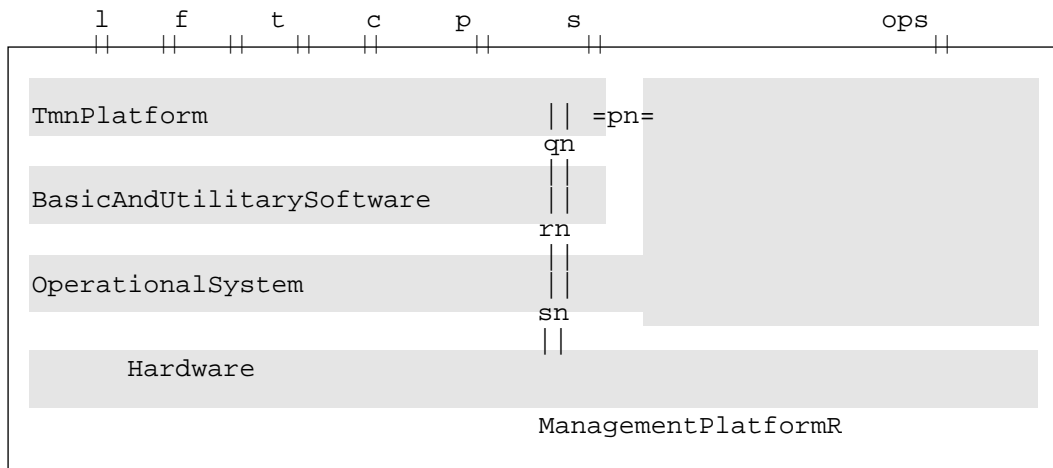 l f t c p s ops
TmnPlatform || =pn=
qn
||
BasicAndUtilitarySoftware ||
rn
||
OperationalSystem ||
sn
||
Hardware
ManagementPlatformR